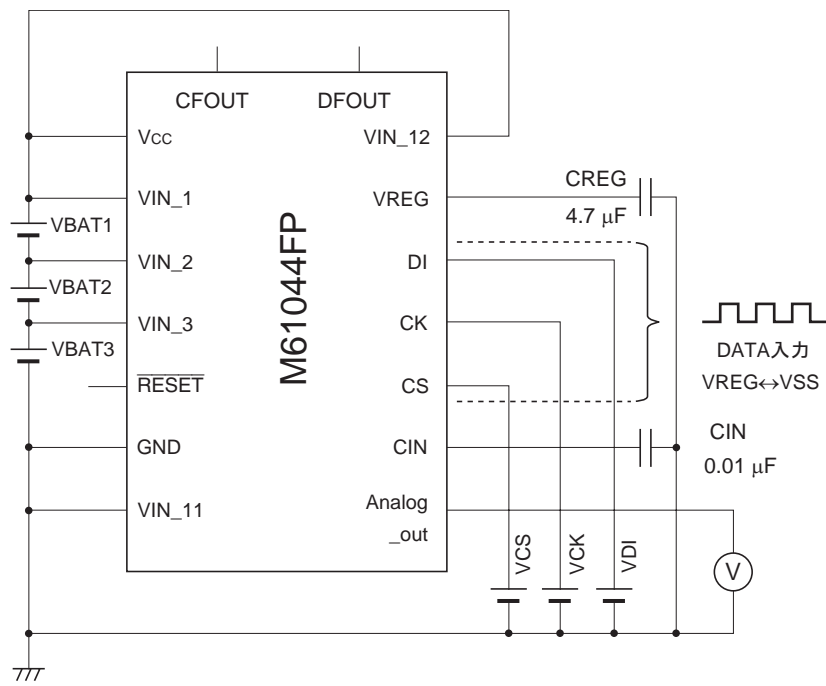 CFOUT
DFOUT
VCC
VIN_12
VIN_1
VREG
CREG
4.7 μF
VBAT1
VIN_2
DI
VBAT2
M61044FP
VIN_3
CK
DATA入力
VREG↔VSS
VBAT3
RESET
CS
GND
CIN
CIN
0.01 μF
VIN_11
Analog
_out
VCS
VCK
VDI
V